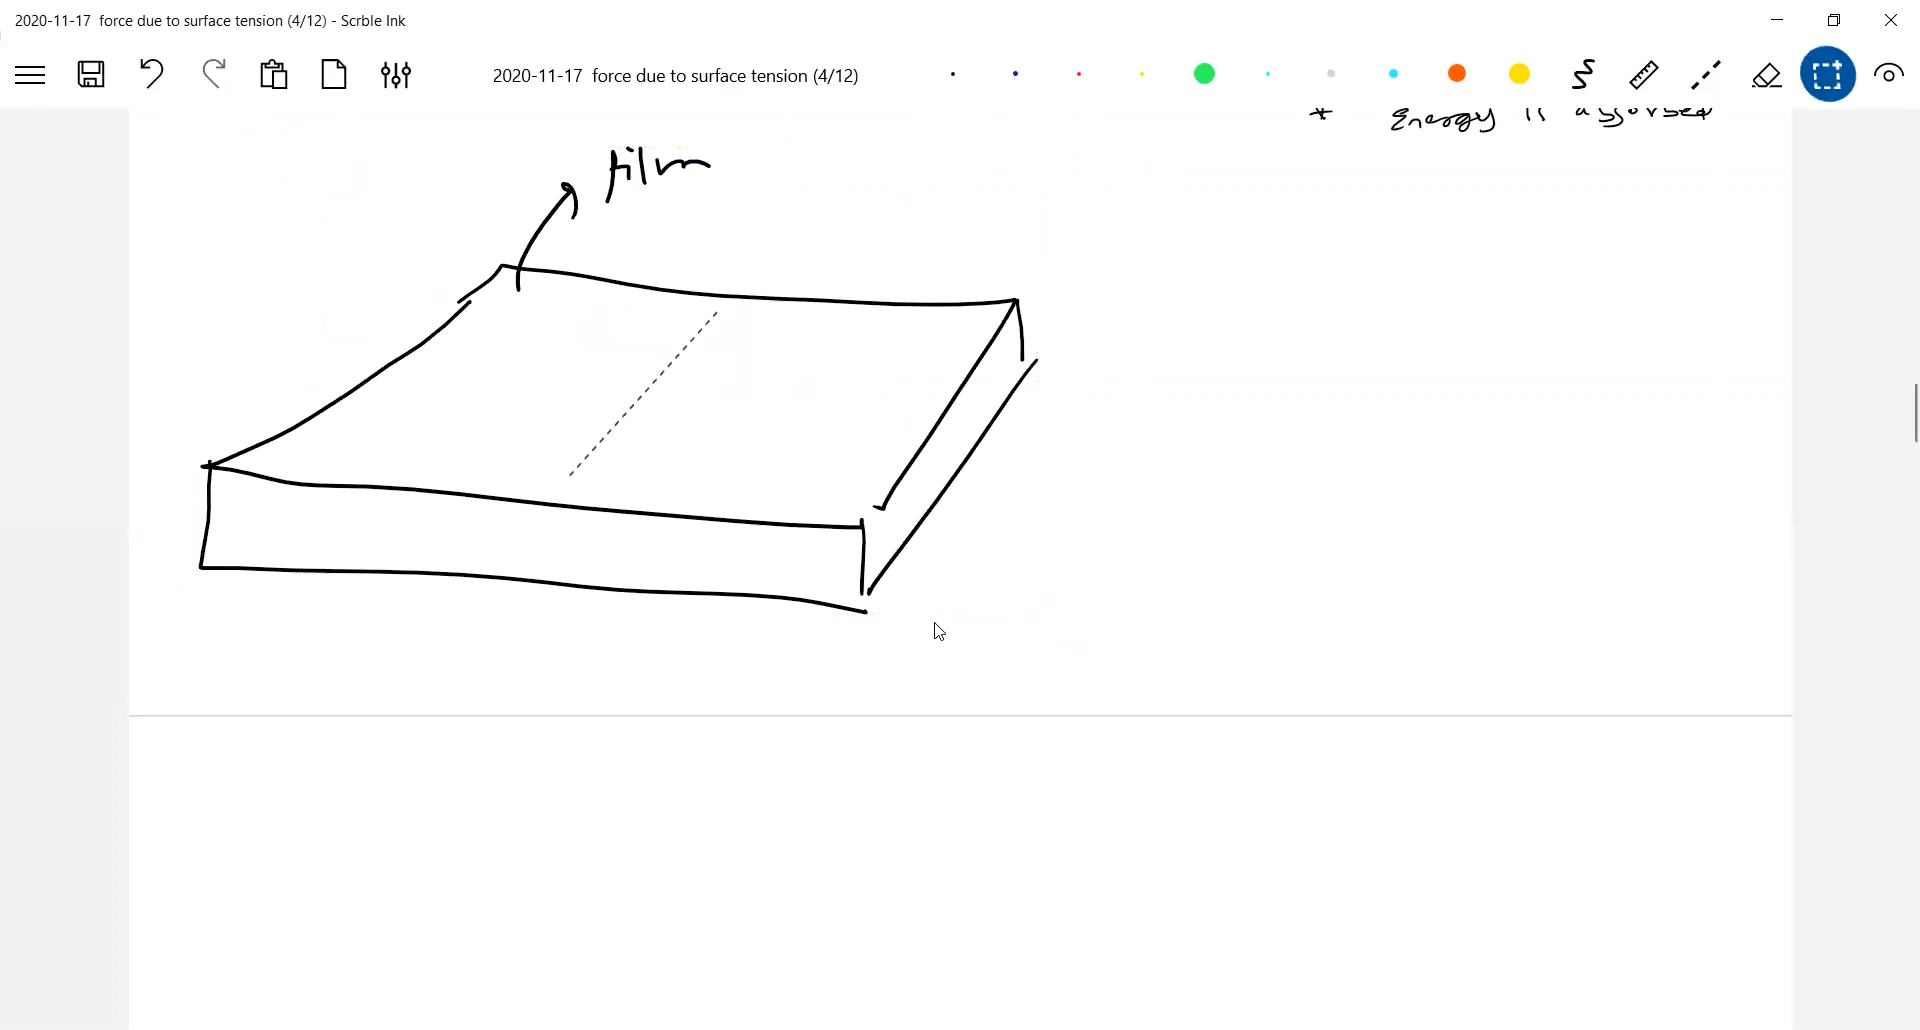 2020-11-17 force due to surface tension (4/12) - Scrble Ink
2020-11-17 force due to surface tension (4/12)
* Energy is
film